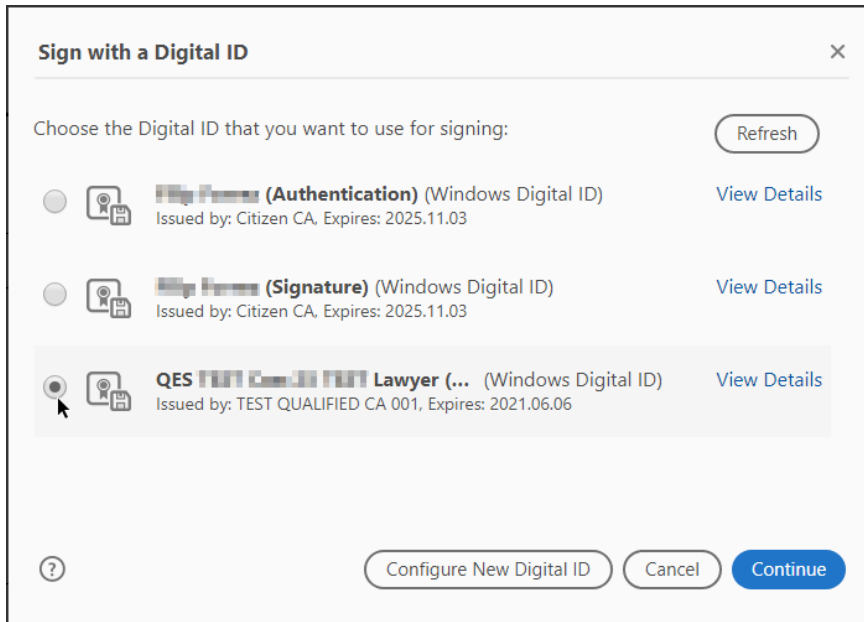 Sign with a Digital ID
Choose the Digital ID that you want to use for signing:
Refresh
(Authentication) (Windows Digital ID)
View Details
Issued by: Citizen CA, Expires: 2025.11.03
(Signature) (Windows Digital ID)
View Details
Issued by: Citizen CA, Expires: 2025.11.03
QES Lawyer (... (Windows Digital ID)
View Details
Issued by: TEST QUALIFIED CA 001, Expires: 2021.06.06
Configure New Digital ID
Cancel
Continue